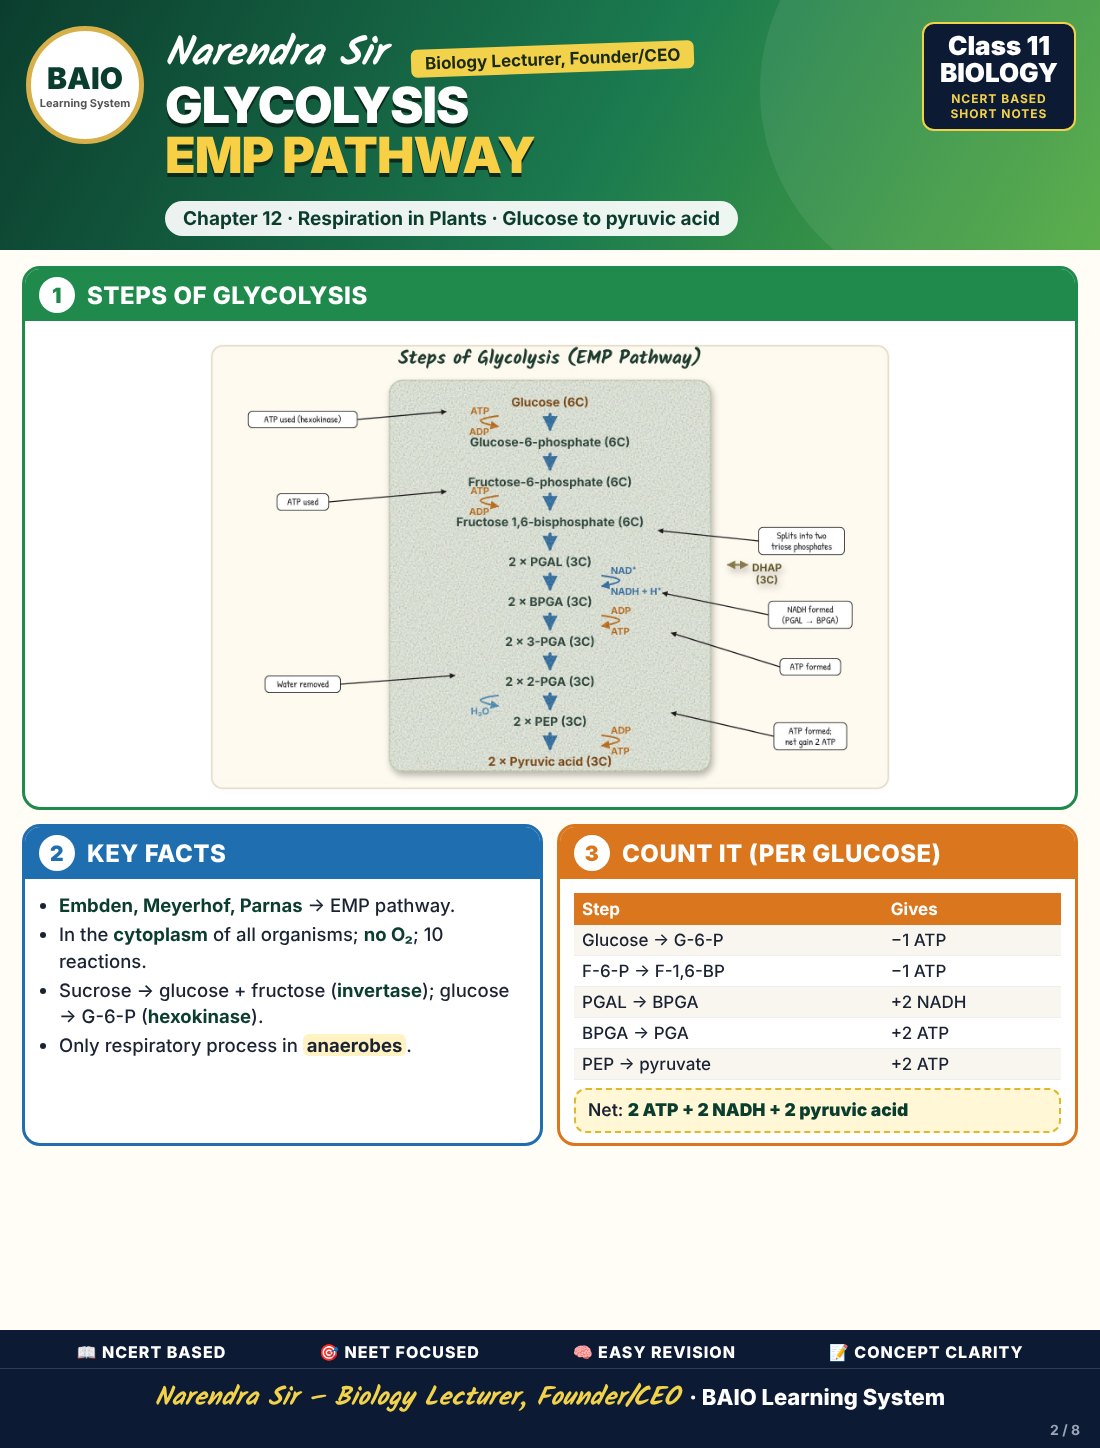 BAIO
Learning System
Narendra Sir
Biology Lecturer, Founder/CEO
GLYCOLYSIS
EMP PATHWAY
Chapter 12 · Respiration in Plants · Glucose to pyruvic acid
Class 11
BIOLOGY
NCERT BASED
SHORT NOTES
1 STEPS OF GLYCOLYSIS
Steps of Glycolysis (EMP Pathway)
Glucose (6C)
ATP
ADP
ATP used (hexokinase)
Glucose-6-phosphate (6C)
Fructose-6-phosphate (6C)
ATP
ADP
ATP used
Fructose 1,6-bisphosphate (6C)
Splits into two
triose phosphates
2 × PGAL (3C)
DHAP
(3C)
NAD⁺
NADH + H⁺
2 × BPGA (3C)
NADH formed
(PGAL → BPGA)
ADP
ATP
2 × 3-PGA (3C)
ATP formed
2 × 2-PGA (3C)
Water removed
H₂O
2 × PEP (3C)
ADP
ATP
ATP formed;
net gain 2 ATP
2 × Pyruvic acid (3C)
2 KEY FACTS
• Embden, Meyerhof, Parnas → EMP pathway.
• In the cytoplasm of all organisms; no O₂; 10
reactions.
• Sucrose → glucose + fructose (invertase); glucose
→ G-6-P (hexokinase).
• Only respiratory process in anaerobes.
3 COUNT IT (PER GLUCOSE)
Step Gives
Glucose → G-6-P −1 ATP
F-6-P → F-1,6-BP −1 ATP
PGAL → BPGA +2 NADH
BPGA → PGA +2 ATP
PEP → pyruvate +2 ATP
Net: 2 ATP + 2 NADH + 2 pyruvic acid
📖 NCERT BASED 🎯 NEET FOCUSED 🧠 EASY REVISION 📝 CONCEPT CLARITY
Narendra Sir – Biology Lecturer, Founder/CEO · BAIO Learning System
2 / 8